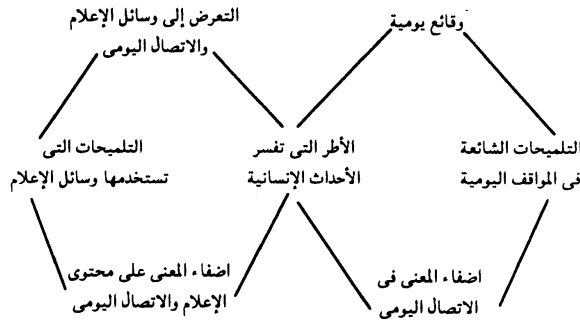 وقائع يومية
التعرض إلى وسائل الإعلام
والاتصال اليومى
التلميحات الشائعة
فى المواقف اليومية
الأطر التى تفسر
الأحداث الإنسانية
التلميحات التى
تستخدمها وسائل الإعلام
اضفاء المعنى فى
الاتصال اليومى
اضفاء المعنى على محتوى
الإعلام والاتصال اليومى